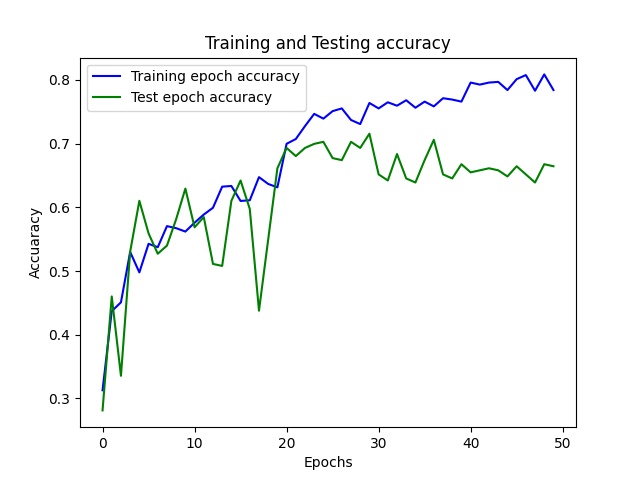 Training and Testing accuracy
Training epoch accuracy
Test epoch accuracy
0.8
0.7
0.6
0.5
0.4
0.3
Accuaracy
0 10 20 30 40 50
Epochs